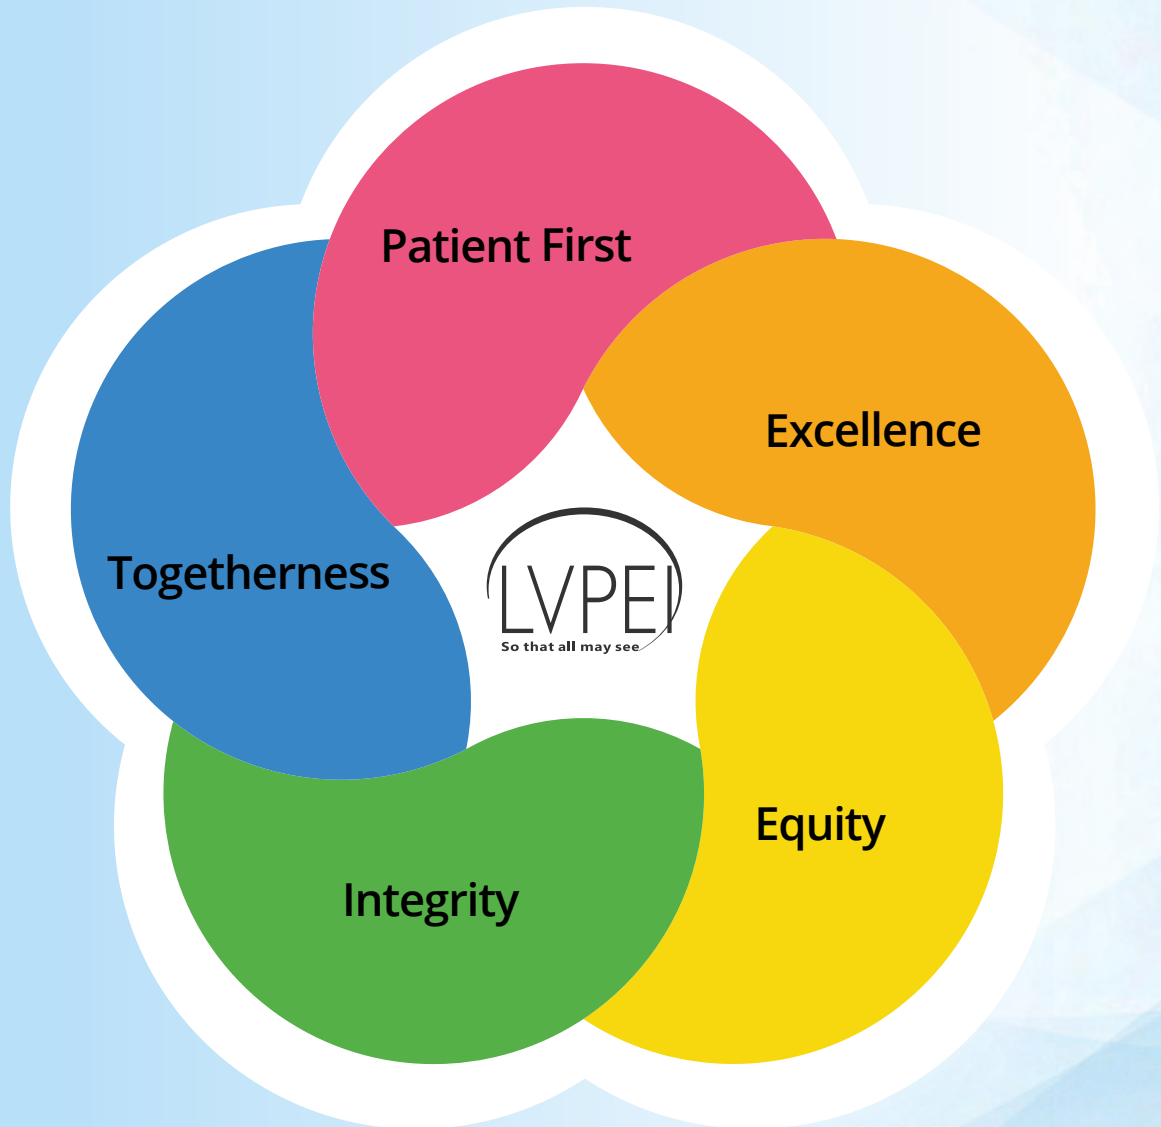 Patient First
Excellence
Togetherness
LVPEI
So that all may see
Equity
Integrity